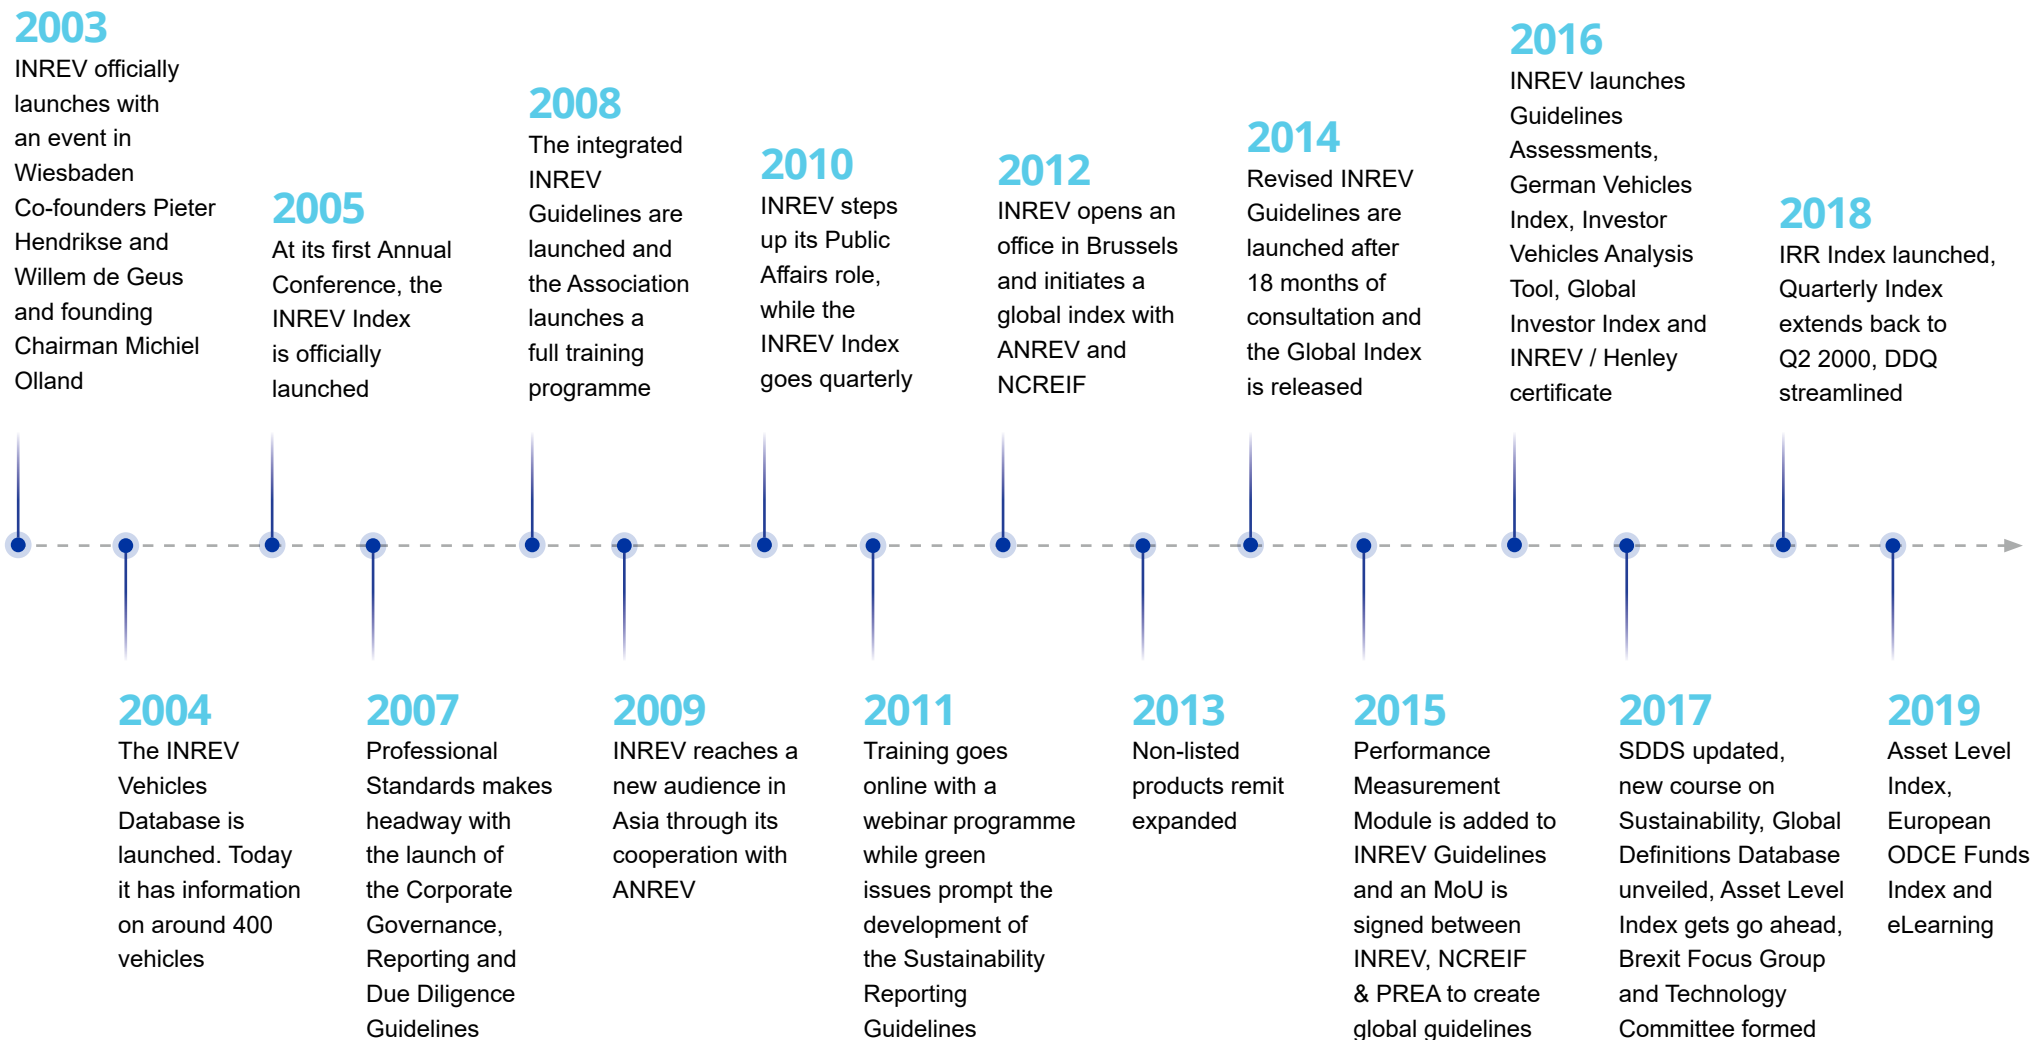 2003
INREV officially
launches with
an event in
Wiesbaden
Co-founders Pieter
Hendrikse and
Willem de Geus
and founding
Chairman Michiel
Olland
2005
At its first Annual
Conference, the
INREV Index
is officially
launched
2008
The integrated
INREV
Guidelines are
launched and
the Association
launches a
full training
programme
2010
INREV steps
up its Public
Affairs role,
while the
INREV Index
goes quarterly
2012
INREV opens an
office in Brussels
and initiates a
global index with
ANREV and
NCREIF
2014
Revised INREV
Guidelines are
launched after
18 months of
consultation and
the Global Index
is released
2016
INREV launches
Guidelines
Assessments,
German Vehicles
Index, Investor
Vehicles Analysis
Tool, Global
Investor Index and
INREV / Henley
certificate
2018
IRR Index launched,
Quarterly Index
extends back to
Q2 2000, DDQ
streamlined
2004
The INREV
Vehicles
Database is
launched. Today
it has information
on around 400
vehicles
2007
Professional
Standards makes
headway with
the launch of
the Corporate
Governance,
Reporting and
Due Diligence
Guidelines
2009
INREV reaches a
new audience in
Asia through its
cooperation with
ANREV
2011
Training goes
online with a
webinar programme
while green
issues prompt the
development of
the Sustainability
Reporting
Guidelines
2013
Non-listed
products remit
expanded
2015
Performance
Measurement
Module is added to
INREV Guidelines
and an MoU is
signed between
INREV, NCREIF
& PREA to create
global guidelines
2017
SDDS updated,
new course on
Sustainability, Global
Definitions Database
unveiled, Asset Level
Index gets go ahead,
Brexit Focus Group
and Technology
Committee formed
2019
Asset Level
Index,
European
ODCE Funds
Index and
eLearning